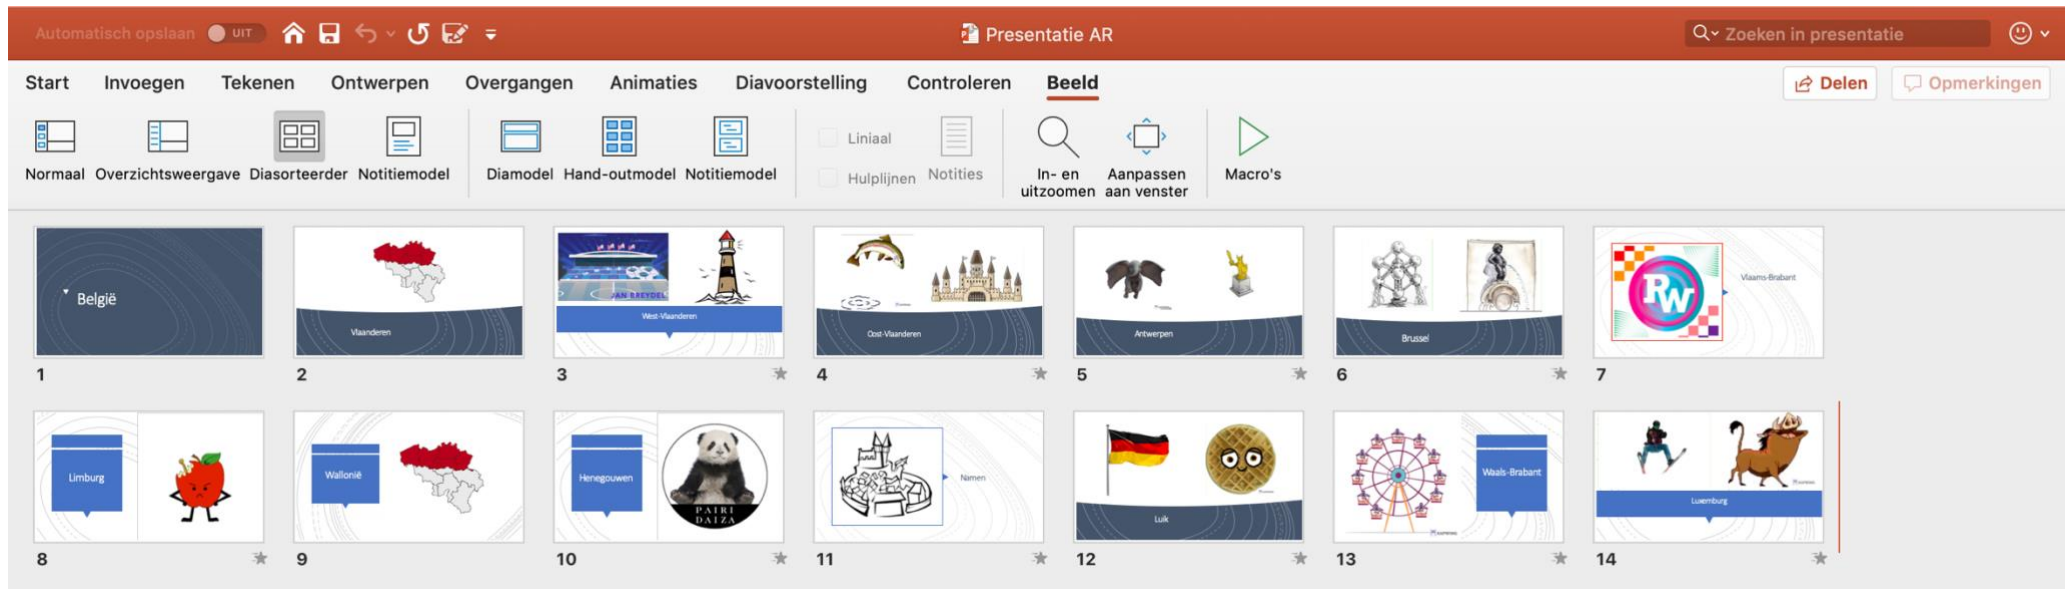 Automatisch opslaan UIT
Presentatie AR
Zoeken in presentatie
Start Invoegen Tekenen Ontwerpen Overgangen Animaties Diavoorstelling Controleren Beeld
Delen Opmerkingen
Normaal Overzichtsweergave Diasorteerder Notitiemodel
Diamodel Hand-outmodel Notitiemodel
Liniaal
Hulplijnen
Notities
In- en
uitzoomen
Aanpassen
aan venster
Macro's
België
1
Vlaanderen
2
JAN BREYDEL
West-Vlaanderen
3
Oost-Vlaanderen
4
Antwerpen
5
Brussel
6
RW
Vlaams-Brabant
7
Limburg
8
Wallonië
9
Henegouwen
PAIRI
DAIZA
10
Namen
11
Luik
12
Waals-Brabant
13
Luxemburg
14